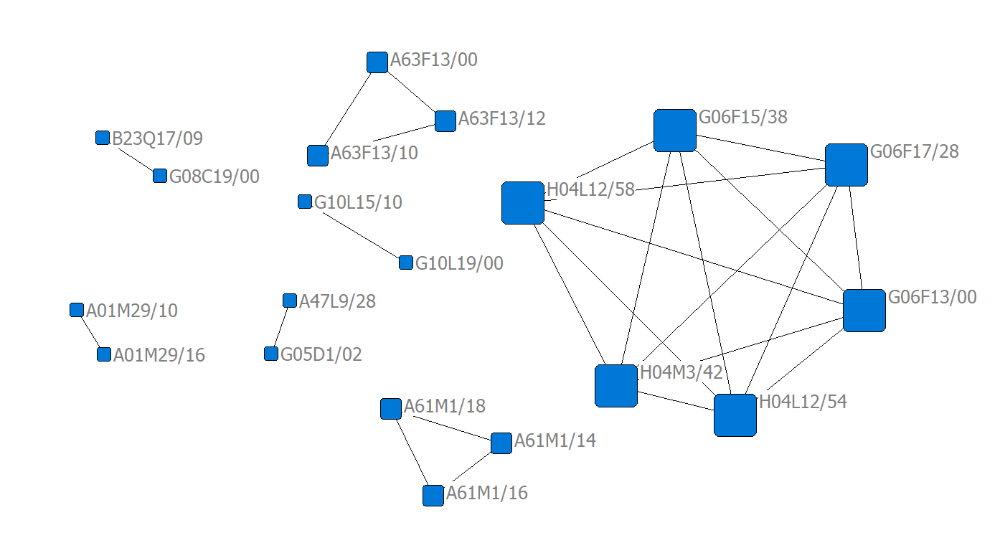 A63F13/00
G06F15/38
A63F13/12
B23Q17/09
G06F17/28
A63F13/10
G08C19/00
H04L12/58
G10L15/10
G10L19/00
G06F13/00
A47L9/28
A01M29/10
A01M29/16
G05D1/02
H04M3/42
H04L12/54
A61M1/18
A61M1/14
A61M1/16